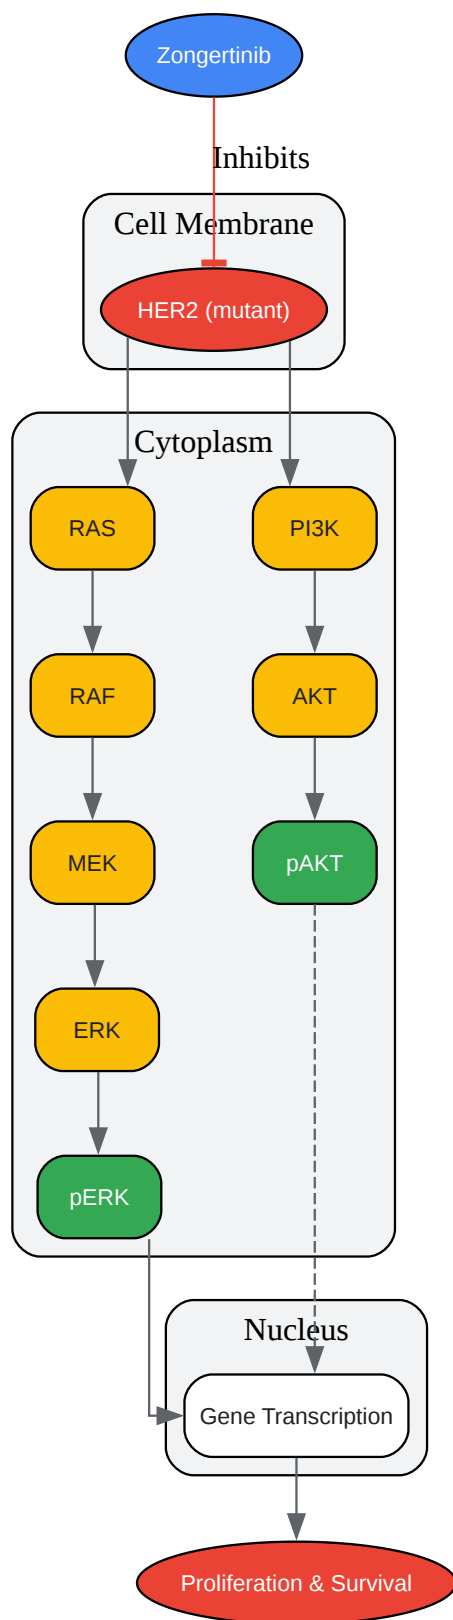 Zongertinib
Inhibits
Cell Membrane
HER2 (mutant)
Cytoplasm
RAS
PI3K
RAF
AKT
MEK
pAKT
ERK
pERK
Nucleus
Gene Transcription
Proliferation & Survival